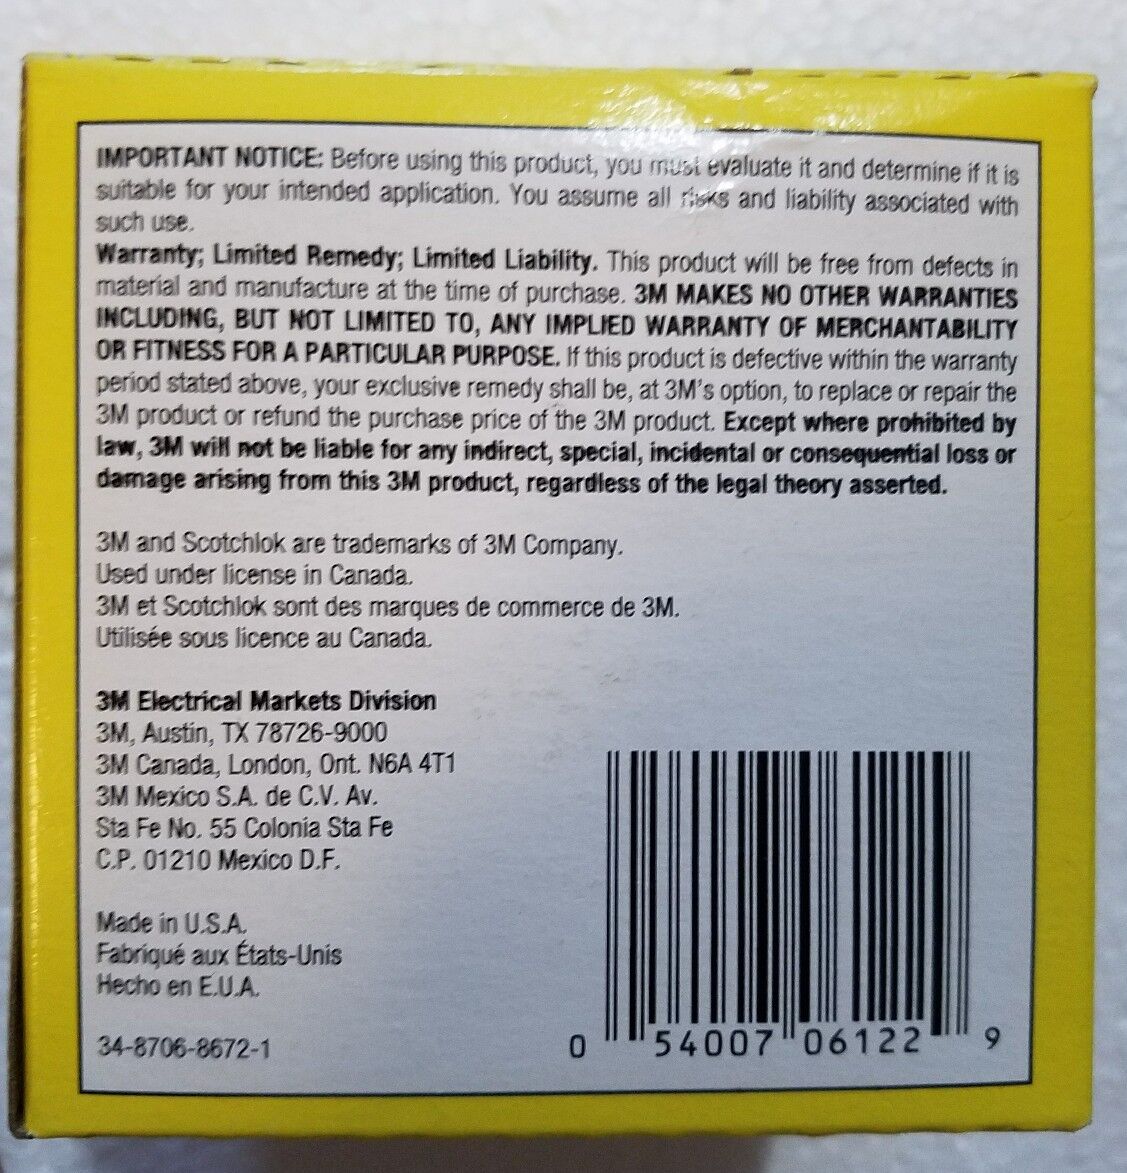 IMPORTANT NOTICE: Before using this product, you must evaluate it and determine if it is
suitable for your intended application. You assume all risks and liability associated with
such use.
Warranty; Limited Remedy; Limited Liability. This product will be free from defects in
material and manufacture at the time of purchase. 3M MAKES NO OTHER WARRANTIES
INCLUDING, BUT NOT LIMITED TO, ANY IMPLIED WARRANTY OF MERCHANTABILITY
OR FITNESS FOR A PARTICULAR PURPOSE. If this product is defective within the warranty
period stated above, your exclusive remedy shall be, at 3M's option, to replace or repair the
3M product or refund the purchase price of the 3M product. Except where prohibited by
law, 3M will not be liable for any indirect, special, incidental or consequential loss or
damage arising from this 3M product, regardless of the legal theory asserted.
3M and Scotchlok are trademarks of 3M Company.
Used under license in Canada.
3M et Scotchlok sont des marques de commerce de 3M.
Utilisée sous licence au Canada.
3M Electrical Markets Division
3M, Austin, TX 78726-9000
3M Canada, London, Ont. N6A 4T1
3M Mexico S.A. de C.V. Av.
Sta Fe No. 55 Colonia Sta Fe
C.P. 01210 Mexico D.F.
Made in U.S.A.
Fabriqué aux États-Unis
Hecho en E.U.A.
34-8706-8672-1
0 54007 06122 9